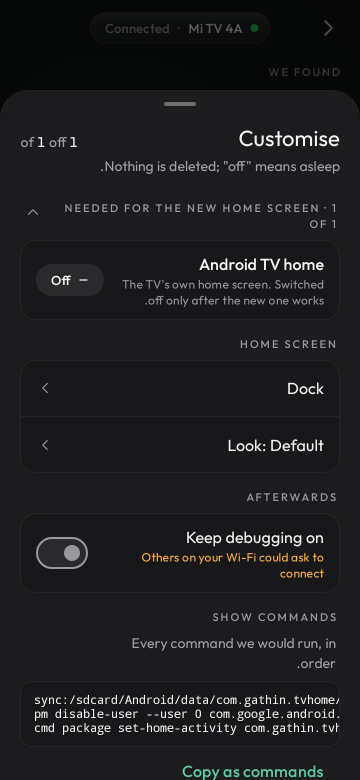 Connected · Mi TV 4A
WE FOUND
Customise
1 of 1 off
Nothing is deleted; "off" means asleep.
NEEDED FOR THE NEW HOME SCREEN · 1
OF 1
Android TV home
Off
The TV's own home screen. Switched
off only after the new one works.
HOME SCREEN
Dock
Look: Default
AFTERWARDS
Keep debugging on
Others on your Wi-Fi could ask to
connect
SHOW COMMANDS
Every command we would run, in
order.
sync:/sdcard/Android/data/com.gathin.tvhome/
pm disable-user --user 0 com.google.android.
cmd package set-home-activity com.gathin.tvh
Copy as commands